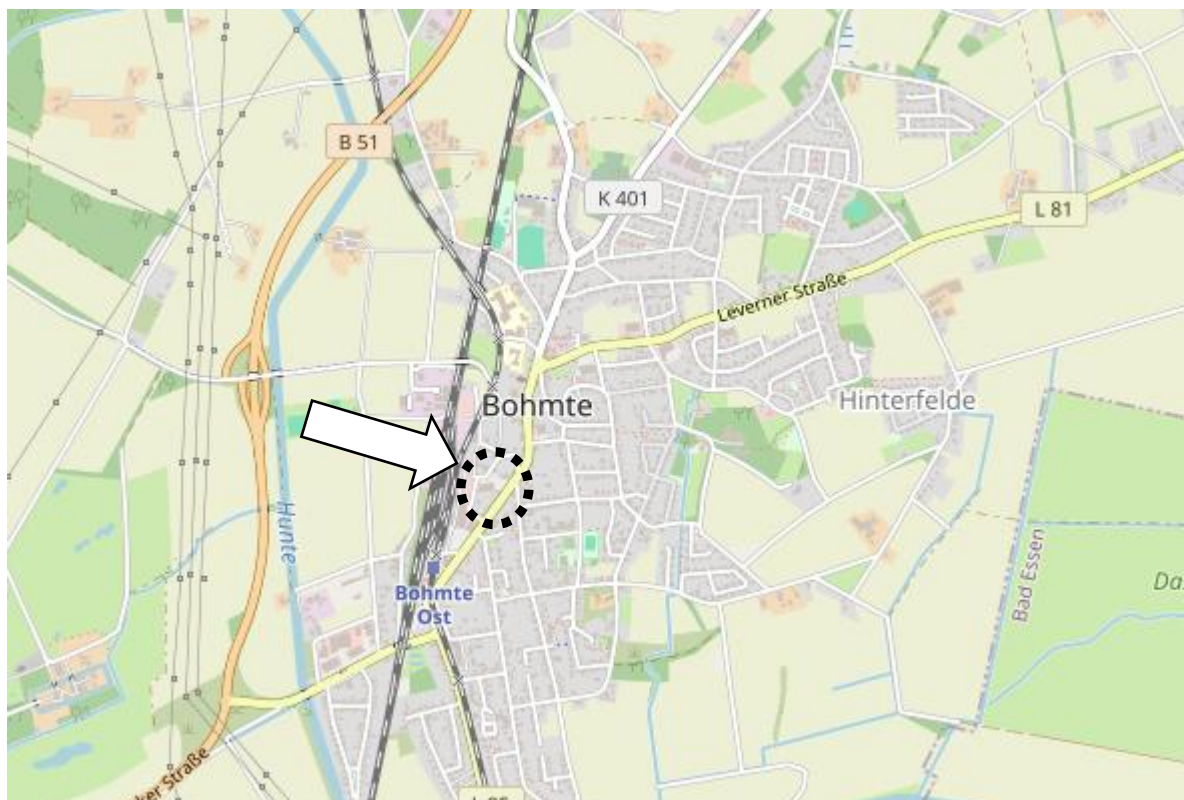 B 51
K 401
L 81
Leverner Straße
Bohmte
Hinterfelde
Hunte
Bad Essen
Bohmte
Ost